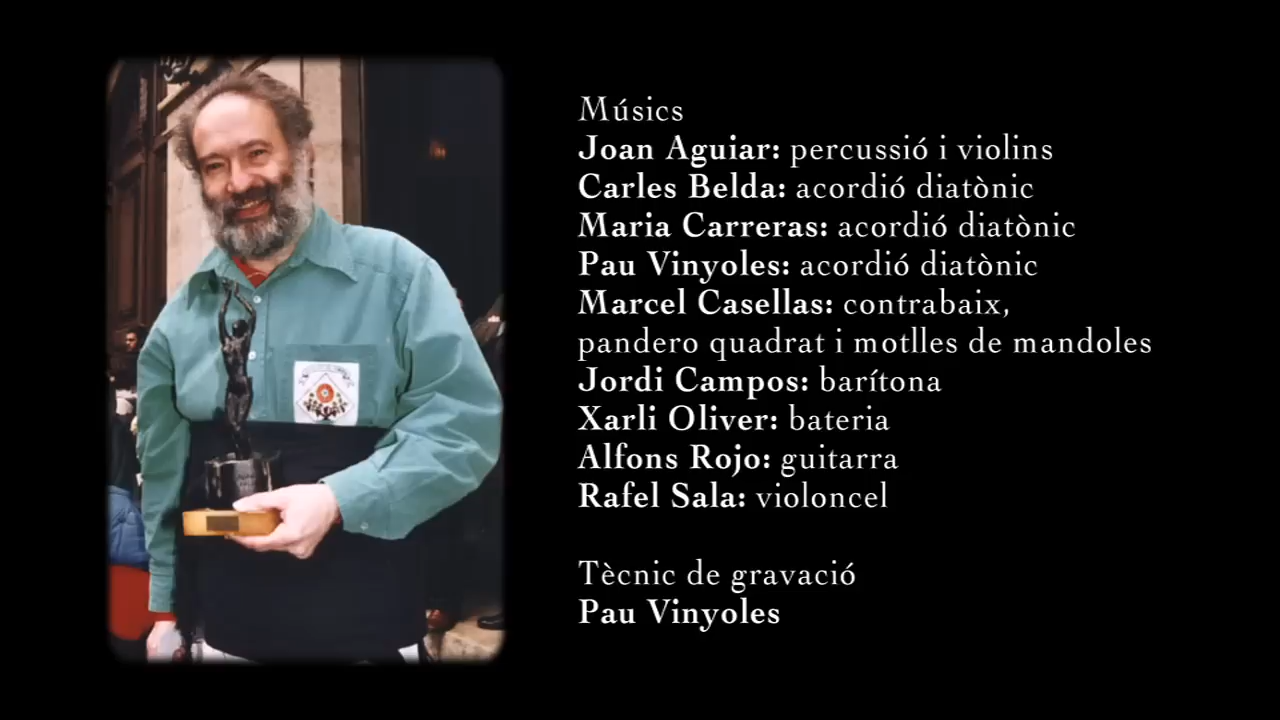 Músics
Joan Aguiar: percussió i violins
Carles Belda: acordió diatònic
Maria Carreras: acordió diatònic
Pau Vinyoles: acordió diatònic
Marcel Casellas: contrabaix,
pandero quadrat i motlles de mandoles
Jordi Campos: barítona
Xarli Oliver: bateria
Alfons Rojo: guitarra
Rafel Sala: violoncel
Tècnic de gravació
Pau Vinyoles